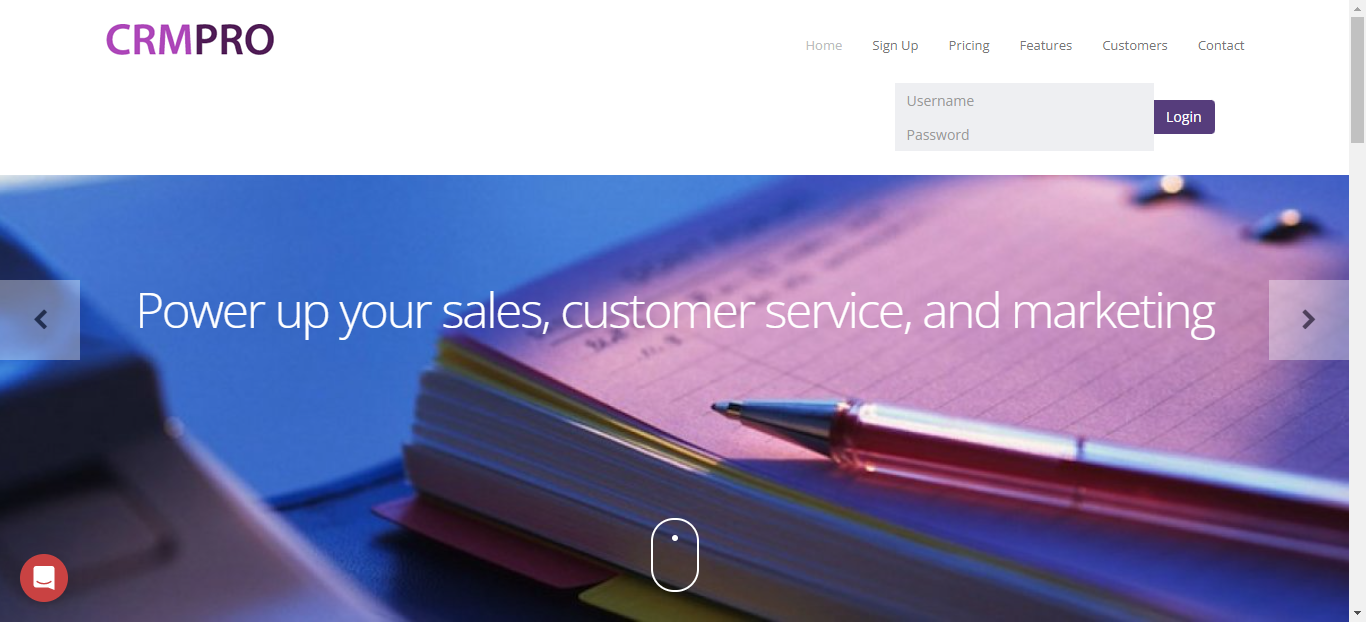 CRMPRO
Home Sign Up Pricing Features Customers Contact
Username
Password
Login
Power up your sales, customer service, and marketing